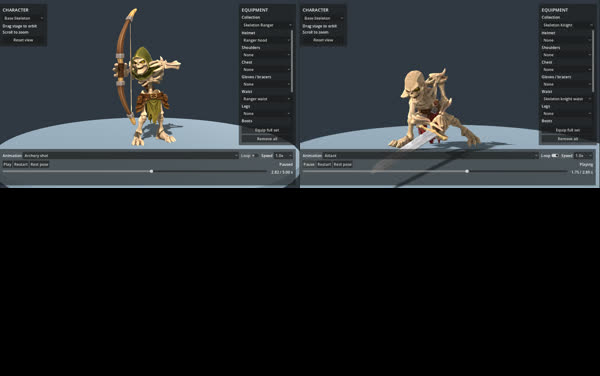 CHARACTER
Base Skeleton
Drag stage to orbit
Scroll to zoom
Reset view
EQUIPMENT
Collection
Skeleton Ranger
Helmet
Ranger hood
Shoulders
None
Chest
None
Gloves / bracers
None
Waist
Ranger waist
Legs
None
Boots
Equip full set
Remove all
Animation
Archery shot
Loop
Speed
1.0x
Play
Restart
Rest pose
Paused
CHARACTER
Base Skeleton
Drag stage to orbit
Scroll to zoom
Reset view
EQUIPMENT
Collection
Skeleton knight
Helmet
None
Shoulders
None
Chest
None
Gloves / bracers
None
Waist
Skeleton knight waist
Legs
None
Boots
Equip full set
Remove all
Animation
Attack
Loop
Speed
1.0x
Pause
Restart
Rest pose
Playing